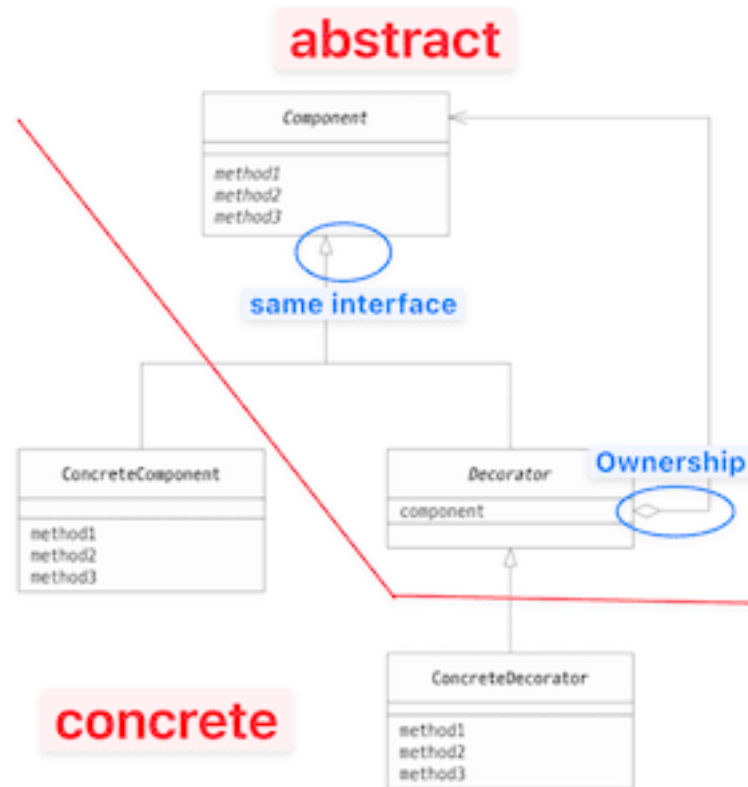 abstract
Component
method1
method2
method3
same interface
ConcreteComponent
method1
method2
method3
Decorator
Ownership
component
ConcreteDecorator
method1
method2
method3
concrete